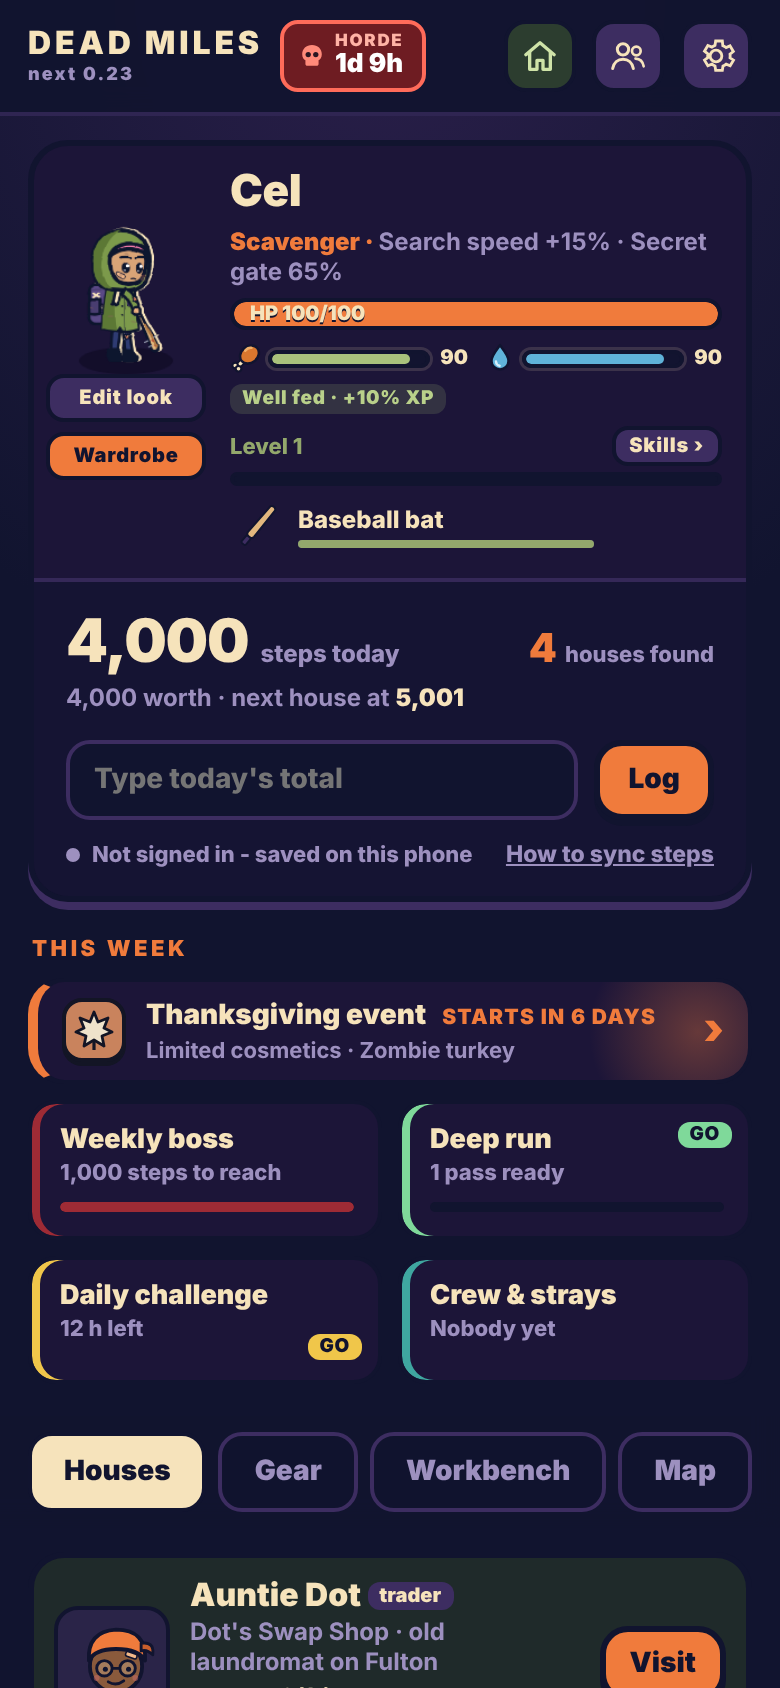 DEAD MILES
next 0.23
HORDE
1d 9h
Cel
Scavenger · Search speed +15% · Secret
gate 65%
HP 100/100
90
90
Well fed · +10% XP
Level 1
Skills ›
Baseball bat
4,000 steps today
4 houses found
4,000 worth · next house at 5,001
Type today's total
Log
Not signed in - saved on this phone
How to sync steps
Edit look
Wardrobe
THIS WEEK
Thanksgiving event STARTS IN 6 DAYS
Limited cosmetics · Zombie turkey
›
Weekly boss
1,000 steps to reach
Deep run
GO
1 pass ready
Daily challenge
12 h left
GO
Crew & strays
Nobody yet
Houses
Gear
Workbench
Map
Auntie Dot trader
Dot's Swap Shop · old
laundromat on Fulton
Visit